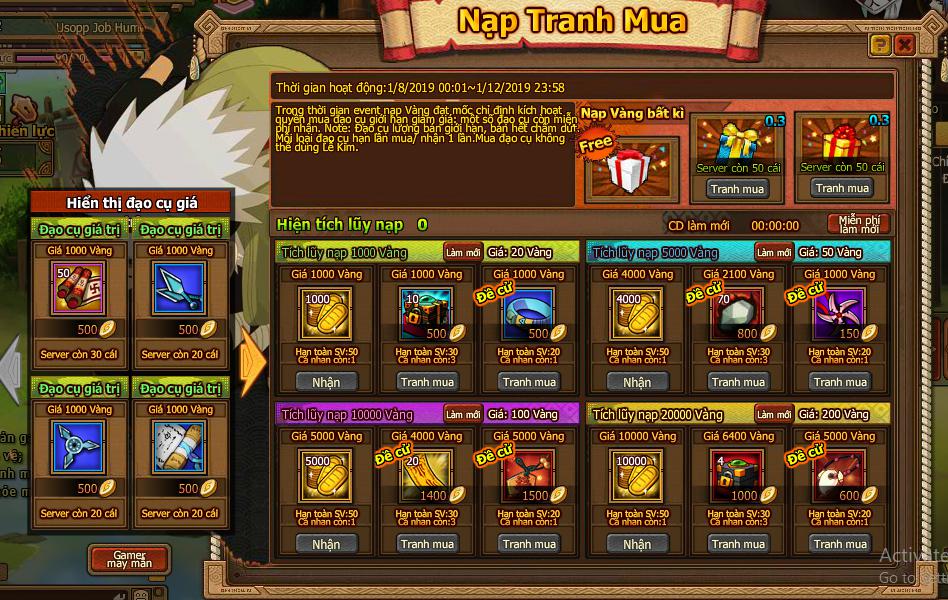 Usopp Job Hum
Nạp Tranh Mua
Thời gian hoạt động:1/8/2019 00:01~1/12/2019 23:58
Trong thời gian event nạp Vàng đạt mốc chỉ định kích hoạt
quyền mua đạo cụ giới hạn giảm giá: một số đạo cụ còn miễn
phí nhận. Note: Đạo cụ lượng bán giới hạn, bán hết chấm dứt.
Mỗi loại đạo cụ hạn lần mua/ nhận 1 lần.Mua đạo cụ không
thể dùng Lễ Kim.
Nạp Vàng bất kì
Free
0.3
Server còn 50 cái
Tranh mua
0.3
Server còn 50 cái
Tranh mua
Hiển thị đạo cụ giá
Đạo cụ giá trị
Giá 1000 Vàng
50
500
Server còn 30 cái
Đạo cụ giá trị
Giá 1000 Vàng
500
Server còn 20 cái
Đạo cụ giá trị
Giá 1000 Vàng
500
Server còn 20 cái
Đạo cụ giá trị
Giá 1000 Vàng
500
Server còn 20 cái
Gamer
may mắn
Hiện tích lũy nạp 0
CD làm mới 00:00:00
Miễn phí
làm mới
Tích lũy nạp 1000 Vàng
Làm mới
Giá: 20 Vàng
Giá 1000 Vàng
1000
Hạn toàn SV:50
Cá nhân còn:1
Nhận
Giá 1000 Vàng
10
500
Hạn toàn SV:30
Cá nhân còn:3
Tranh mua
Giá 1000 Vàng
Đề cử
500
Hạn toàn SV:20
Cá nhân còn:1
Tranh mua
Tích lũy nạp 5000 Vàng
Làm mới
Giá: 50 Vàng
Giá 4000 Vàng
4000
Hạn toàn SV:50
Cá nhân còn:1
Nhận
Giá 2100 Vàng
Đề cử
70
800
Hạn toàn SV:30
Cá nhân còn:3
Tranh mua
Giá 1000 Vàng
Đề cử
150
Hạn toàn SV:20
Cá nhân còn:1
Tranh mua
Tích lũy nạp 10000 Vàng
Làm mới
Giá: 100 Vàng
Giá 5000 Vàng
5000
Hạn toàn SV:50
Cá nhân còn:1
Nhận
Giá 4000 Vàng
Đề cử
20
1400
Hạn toàn SV:30
Cá nhân còn:3
Tranh mua
Giá 5000 Vàng
Đề cử
1500
Hạn toàn SV:20
Cá nhân còn:1
Tranh mua
Tích lũy nạp 20000 Vàng
Làm mới
Giá: 200 Vàng
Giá 10000 Vàng
10000
Hạn toàn SV:50
Cá nhân còn:1
Nhận
Giá 6400 Vàng
4
1000
Hạn toàn SV:30
Cá nhân còn:3
Tranh mua
Giá 5000 Vàng
Đề cử
600
Hạn toàn SV:20
Cá nhân còn:1
Tranh mua
Activate
Go to Sett